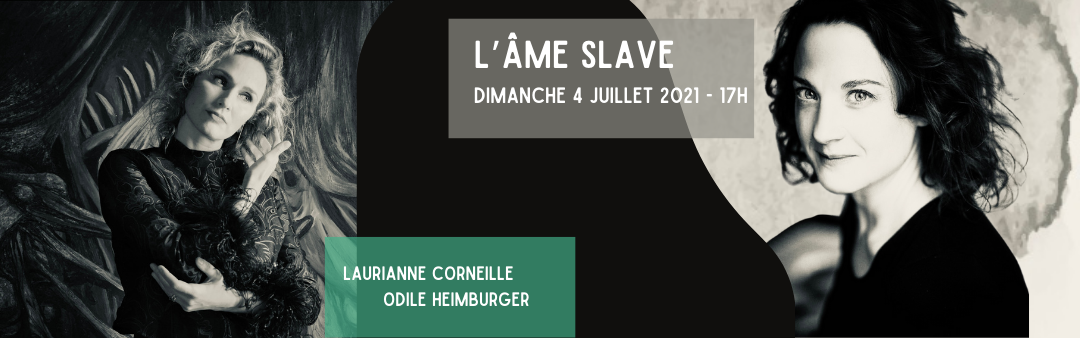 L'ÂME SLAVE
DIMANCHE 4 JUILLET 2021 - 17H
LAURIANNE CORNEILLE
ODILE HEIMBURGER